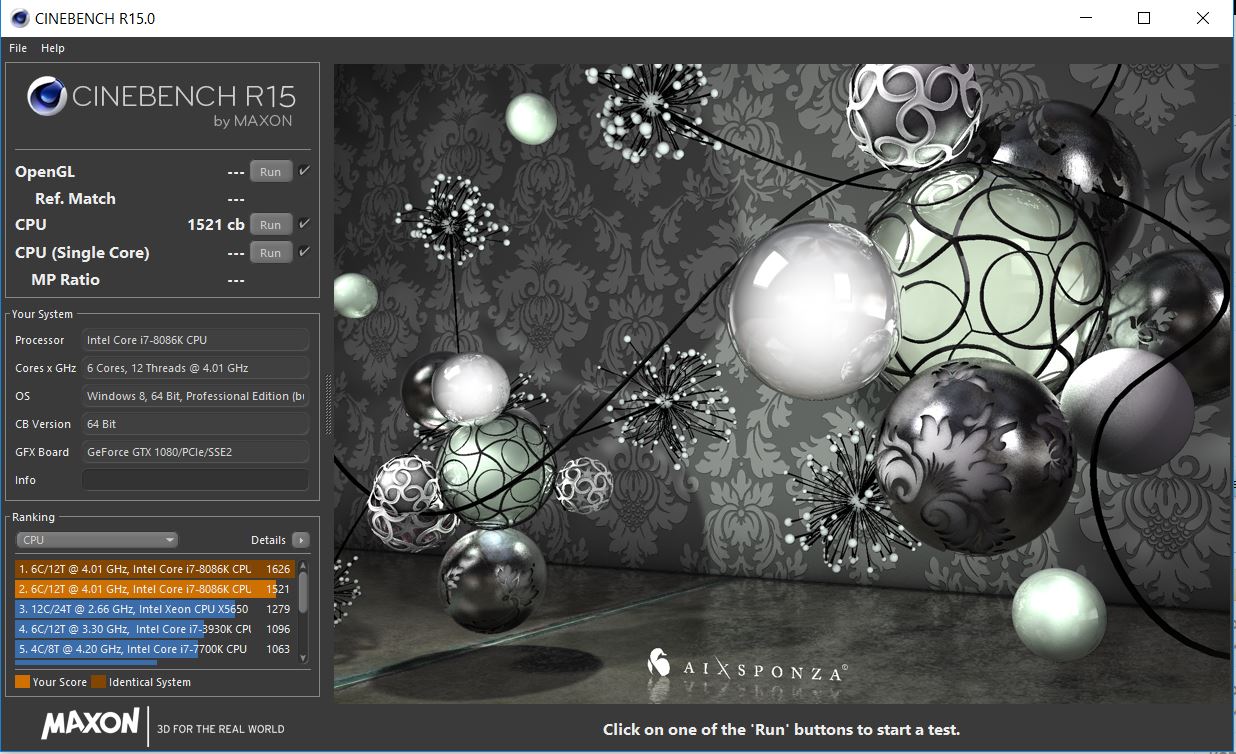 CINEBENCH R15.0
File Help
CINEBENCH R15
by MAXON
OpenGL --- Run
Ref. Match ---
CPU 1521 cb Run
CPU (Single Core) --- Run
MP Ratio ---
Your System
Processor Intel Core i7-8086K CPU
Cores x GHz 6 Cores, 12 Threads @ 4.01 GHz
OS Windows 8, 64 Bit, Professional Edition (bu
CB Version 64 Bit
GFX Board GeForce GTX 1080/PCIe/SSE2
Info
Ranking
CPU Details
1. 6C/12T @ 4.01 GHz, Intel Core i7-8086K CPU 1626
2. 6C/12T @ 4.01 GHz, Intel Core i7-8086K CPU 1521
3. 12C/24T @ 2.66 GHz, Intel Xeon CPU X5650 1279
4. 6C/12T @ 3.30 GHz, Intel Core i7-3930K CPU 1096
5. 4C/8T @ 4.20 GHz, Intel Core i7-7700K CPU 1063
Your Score Identical System
AIXSPONZA©
MAXON 3D FOR THE REAL WORLD
Click on one of the 'Run' buttons to start a test.